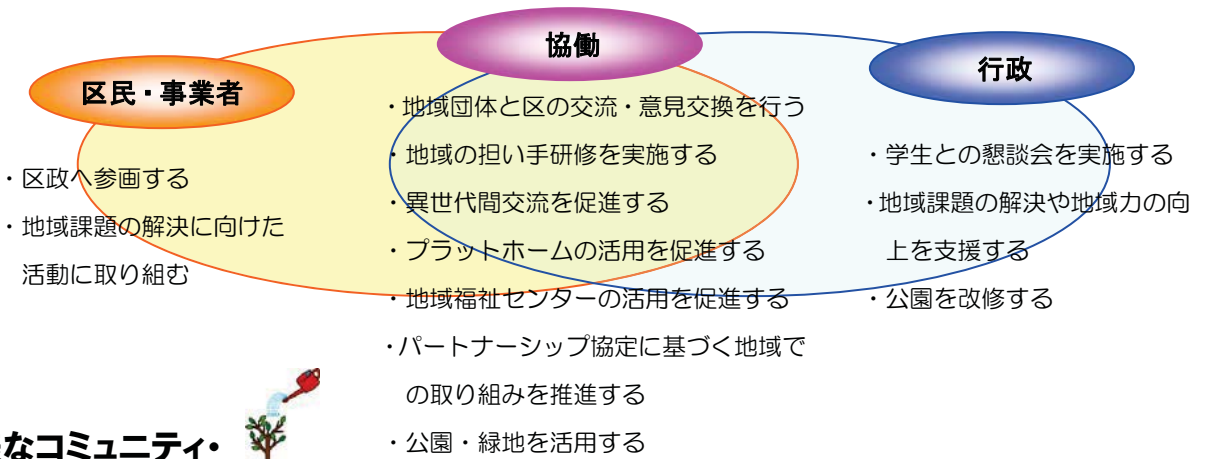 区民・事業者
・区政へ参画する
・地域課題の解決に向けた
活動に取り組む
協働
・地域団体と区の交流・意見交換を行う
・地域の担い手研修を実施する
・異世代間交流を促進する
・プラットホームの活用を促進する
・地域福祉センターの活用を促進する
・パートナーシップ協定に基づく地域で
の取り組みを推進する
・公園・緑地を活用する
行政
・学生との懇談会を実施する
・地域課題の解決や地域力の向
上を支援する
・公園を改修する
なコミュニティ・